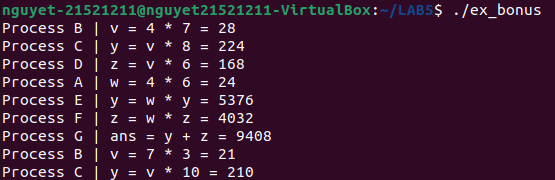 nguyet-21521211@nguyet21521211-VirtualBox:~/LAB5$ ./ex_bonus
Process B | v = 4 * 7 = 28
Process C | y = v * 8 = 224
Process D | z = v * 6 = 168
Process A | w = 4 * 6 = 24
Process E | y = w * y = 5376
Process F | z = w * z = 4032
Process G | ans = y + z = 9408
Process B | v = 7 * 3 = 21
Process C | y = v * 10 = 210